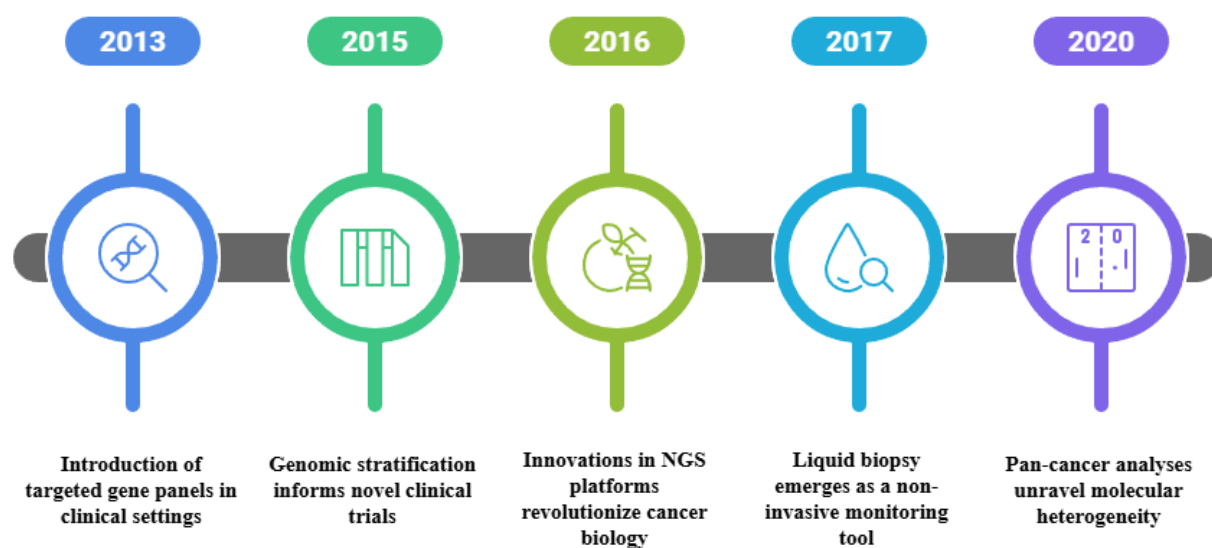 2013
2015
2016
2017
2020
2 0
Introduction of
targeted gene panels in
clinical settings
Genomic stratification
informs novel clinical
trials
Innovations in NGS
platforms
revolutionize cancer
biology
Liquid biopsy
emerges as a non-
invasive monitoring
tool
Pan-cancer analyses
unravel molecular
heterogeneity